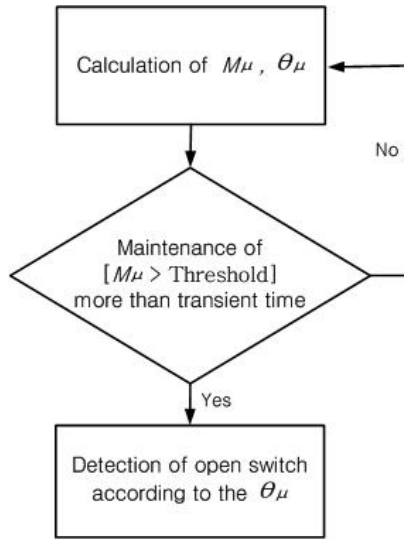 Calculation of Mμ, θμ
No
Maintenance of
[Mμ > Threshold]
more than transient time
Yes
Detection of open switch
according to the θμ